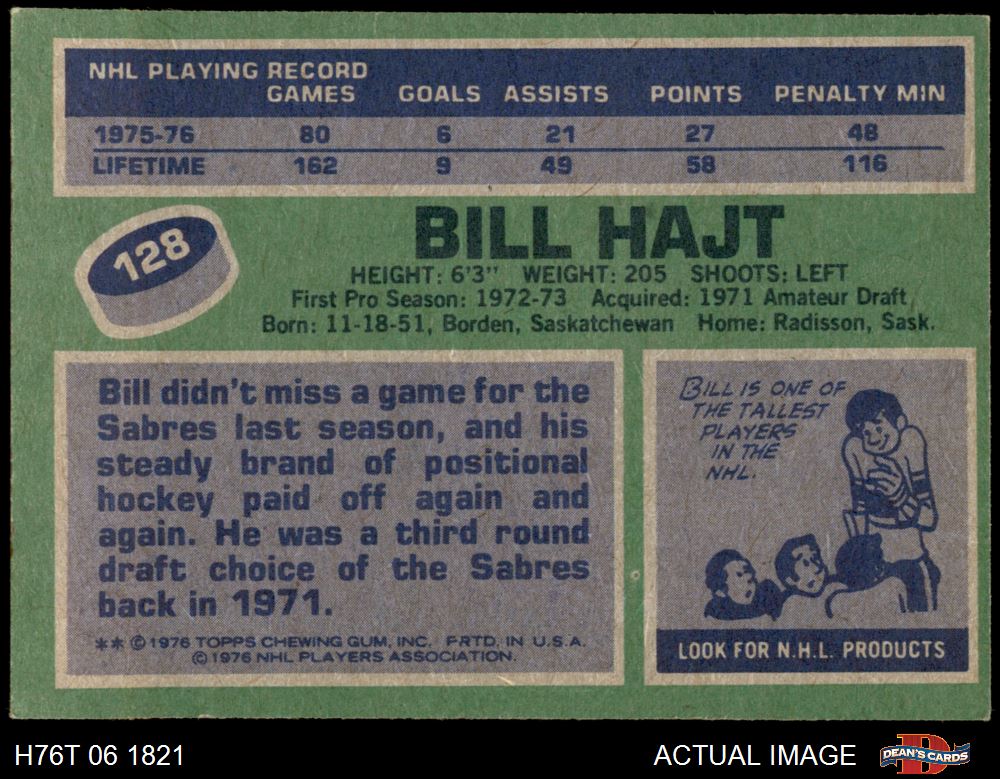 NHL PLAYING RECORD
GAMES GOALS ASSISTS POINTS PENALTY MIN
1975-76 80 6 21 27 48
LIFETIME 162 9 49 58 116
128
BILL HAJT
HEIGHT: 6'3" WEIGHT: 205 SHOOTS: LEFT
First Pro Season: 1972-73 Acquired: 1971 Amateur Draft
Born: 11-18-51, Borden, Saskatchewan Home: Radisson, Sask.
Bill didn't miss a game for the
Sabres last season, and his
steady brand of positional
hockey paid off again and
again. He was a third round
draft choice of the Sabres
back in 1971.
** © 1976 TOPPS CHEWING GUM, INC. PRTD. IN U.S.A.
© 1976 NHL PLAYERS ASSOCIATION.
BILL IS ONE OF
THE TALLEST
PLAYERS
IN THE
NHL.
LOOK FOR N.H.L. PRODUCTS
H76T 06 1821
ACTUAL IMAGE
DEAN'S CARDS